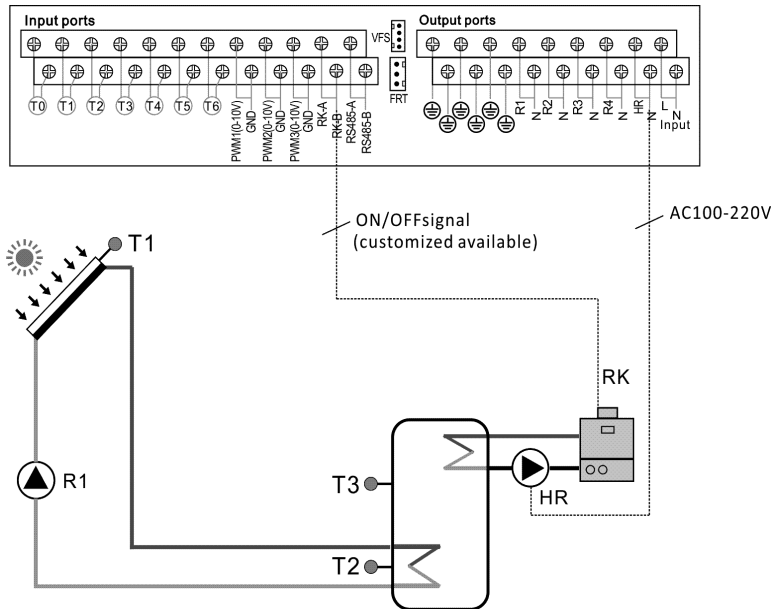 Input ports
Output ports
VFS
FRT
T0 T1 T2 T3 T4 T5 T6
PWM1(0-10V)
GND
PWM2(0-10V)
GND
PWM3(0-10V)
GND
RK-A
RK-B
RS485-A
RS485-B
R1
N
R2
N
R3
N
R4
N
HR
N
L
N
Input
ON/OFFsignal
(customized available)
AC100-220V
T1
RK
R1
T3
HR
T2